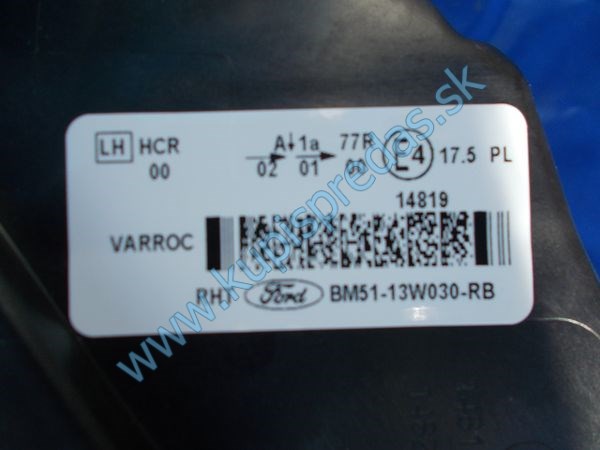 LH HCR A↓ 1a 77R E4 17.5 PL
00 02 01 00
14819
VARROC
RHT Ford BM51-13W030-RB
www.kupispredas.sk